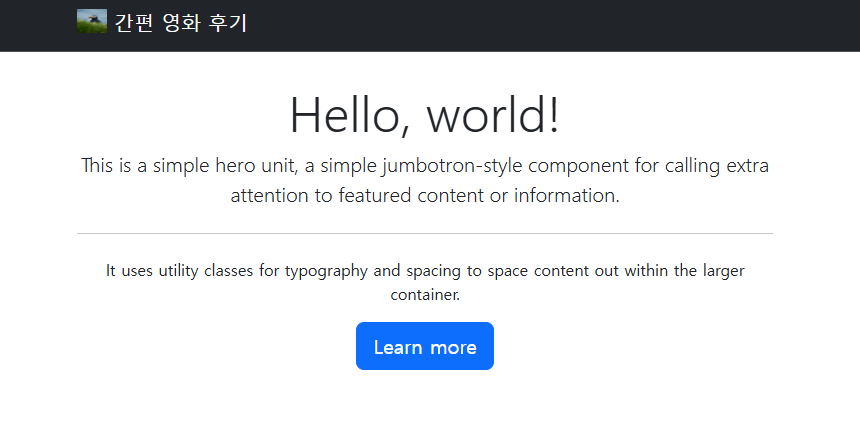 간편 영화 후기
Hello, world!
This is a simple hero unit, a simple jumbotron-style component for calling extra
attention to featured content or information.
It uses utility classes for typography and spacing to space content out within the larger
container.
Learn more